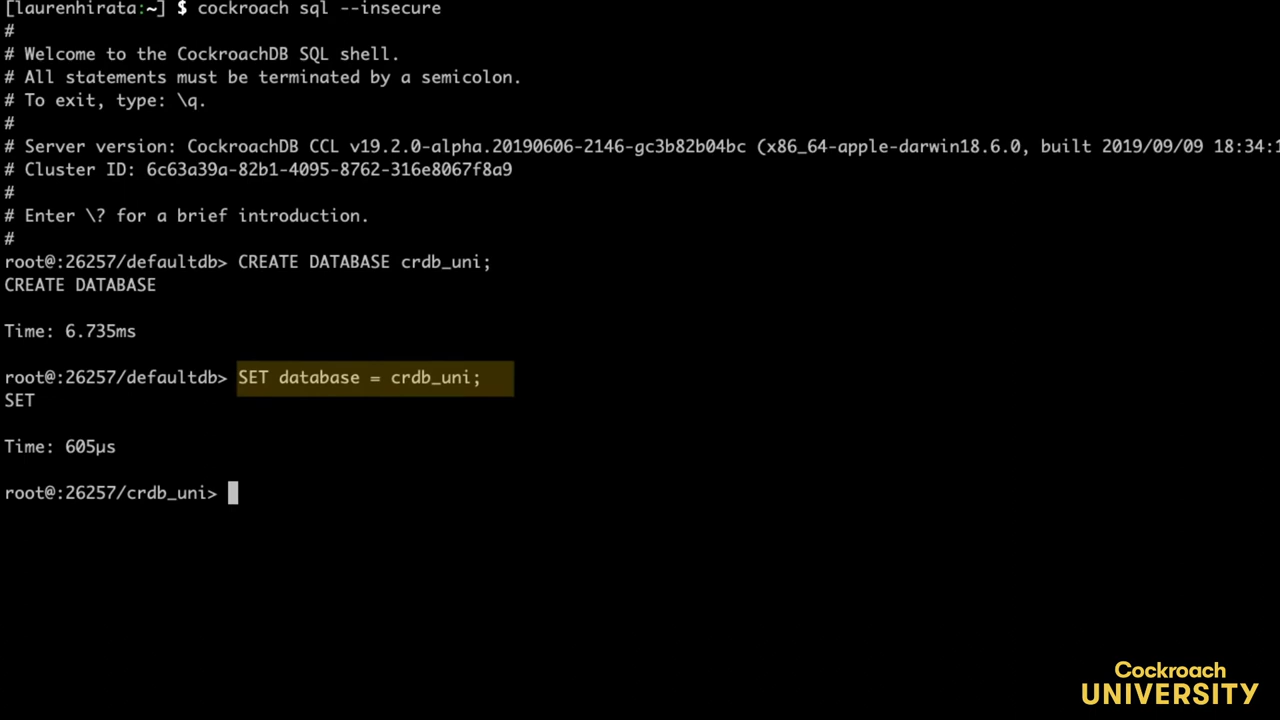 [laurenhirata:~] $ cockroach sql --insecure
#
# Welcome to the CockroachDB SQL shell.
# All statements must be terminated by a semicolon.
# To exit, type: \q.
#
# Server version: CockroachDB CCL v19.2.0-alpha.20190606-2146-gc3b82b04bc (x86_64-apple-darwin18.6.0, built 2019/09/09 18:34:1
# Cluster ID: 6c63a39a-82b1-4095-8762-316e8067f8a9
#
# Enter \? for a brief introduction.
#
root@:26257/defaultdb> CREATE DATABASE crdb_uni;
CREATE DATABASE
Time: 6.735ms
root@:26257/defaultdb> SET database = crdb_uni;
SET
Time: 605µs
root@:26257/crdb_uni>
Cockroach
UNIVERSITY